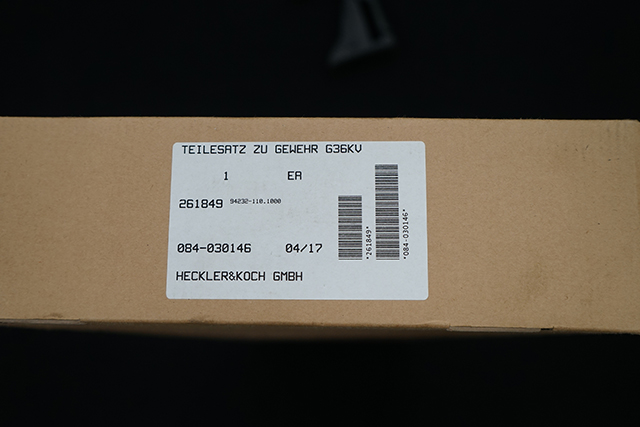 TEILESATZ ZU GEWEHR G36KV
1 EA
261849 94232-110.1000
084-030146 04/17
HECKLER&KOCH GMBH
*261849*
*084-030146*